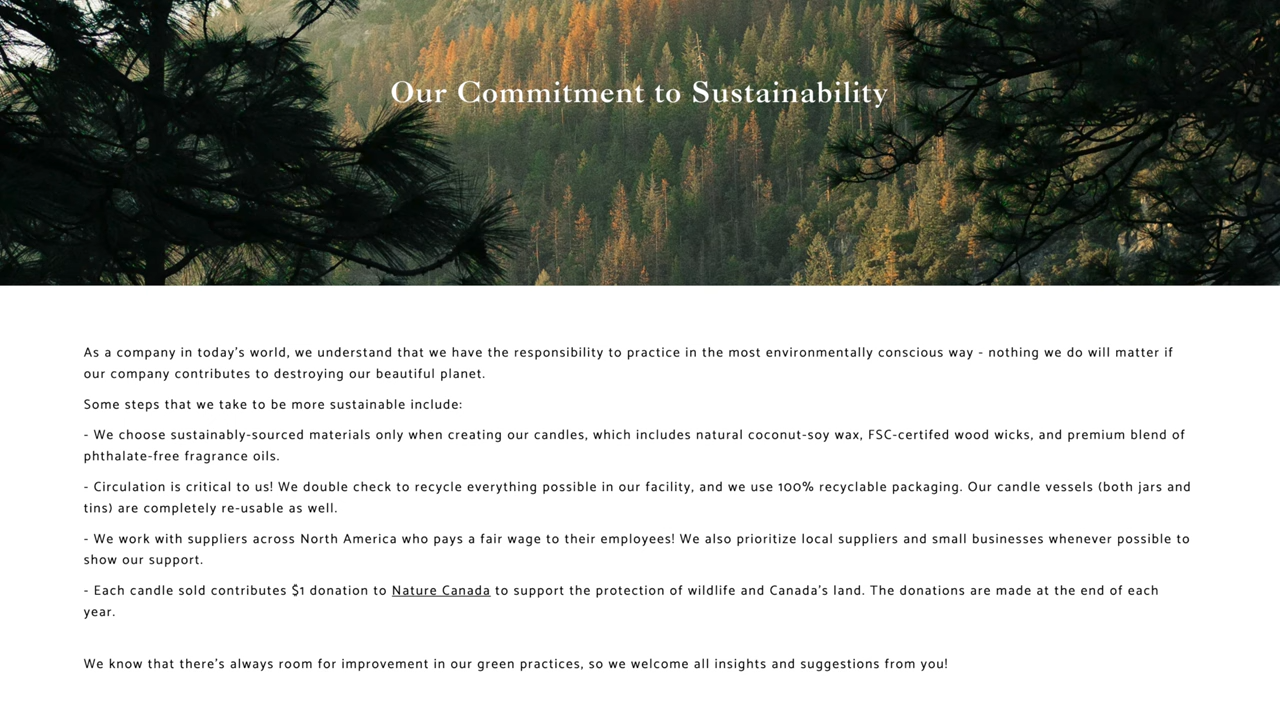 Our Commitment to Sustainability
As a company in today's world, we understand that we have the responsibility to practice in the most environmentally conscious way - nothing we do will matter if
our company contributes to destroying our beautiful planet.
Some steps that we take to be more sustainable include:
- We choose sustainably-sourced materials only when creating our candles, which includes natural coconut-soy wax, FSC-certifed wood wicks, and premium blend of
phthalate-free fragrance oils.
- Circulation is critical to us! We double check to recycle everything possible in our facility, and we use 100% recyclable packaging. Our candle vessels (both jars and
tins) are completely re-usable as well.
- We work with suppliers across North America who pays a fair wage to their employees! We also prioritize local suppliers and small businesses whenever possible to
show our support.
- Each candle sold contributes $1 donation to Nature Canada to support the protection of wildlife and Canada's land. The donations are made at the end of each
year.
We know that there's always room for improvement in our green practices, so we welcome all insights and suggestions from you!